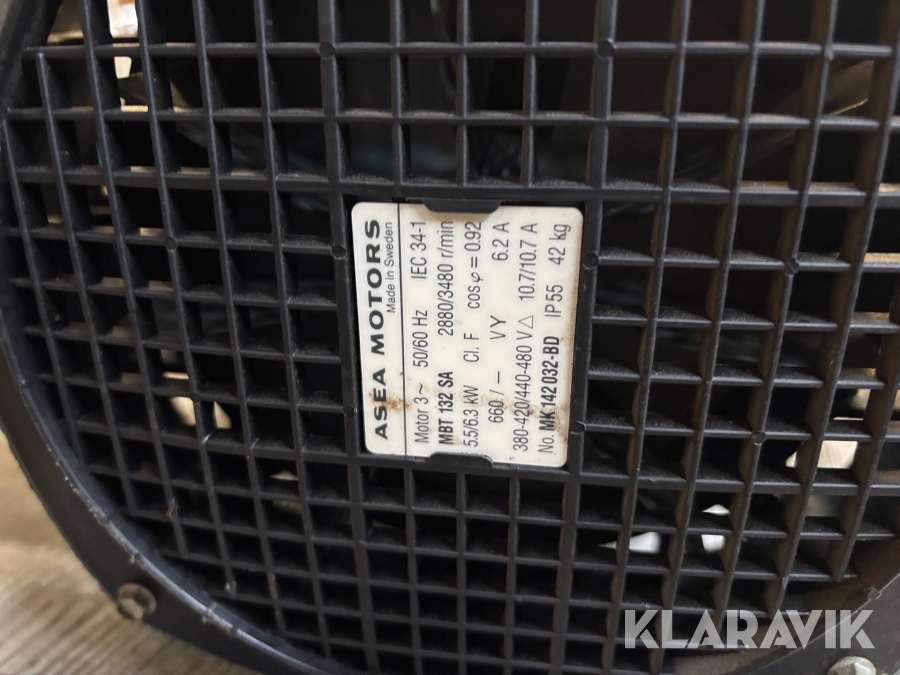 ASEA MOTORS
Made in Sweden
Motor 3~ 50/60 Hz IEC 34-1
MBT 132 SA 2880/3480 r/min
5.5/6.3 kW Cl. F cos φ = 0.92
660 / – V Y 6.2 A
380-420/440-480 V △ 10.7/10.7 A
No. MK 142 032-BD IP 55 42 kg
KLARAVIK